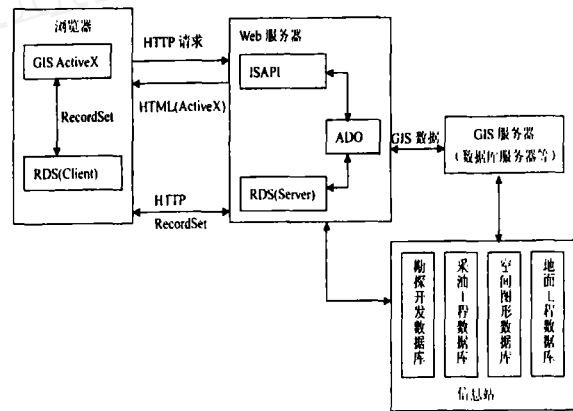 浏览器
GIS ActiveX
RecordSet
RDS(Client)
HTTP 请求
HTML(ActiveX)
HTTP
RecordSet
Web 服务器
ISAPI
ADO
RDS(Server)
GIS 数据
GIS 服务器
(数据库服务器等)
勘探开发数据库
采油工程数据库
空间图形数据库
地面工程数据库
信息站